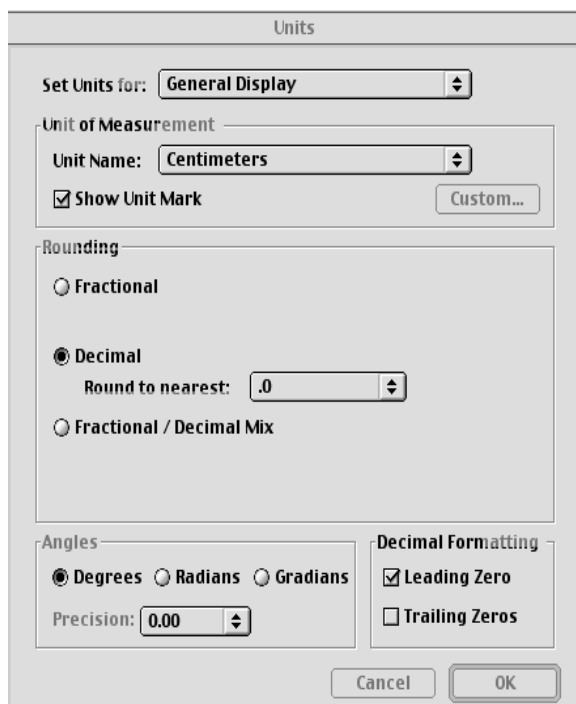 Units
Set Units for: General Display
Unit of Measurement
Unit Name: Centimeters
Show Unit Mark Custom...
Rounding
Fractional
Decimal
Round to nearest: .0
Fractional / Decimal Mix
Angles
Degrees Radians Gradians
Precision: 0.00
Decimal Formatting
Leading Zero
Trailing Zeros
Cancel OK